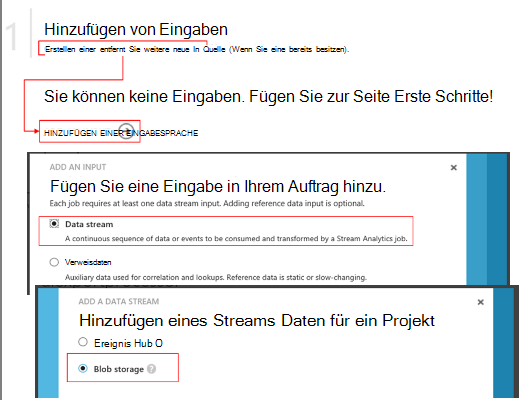 1
Hinzufügen von Eingaben
Erstellen einer entfernt Sie weitere neue In Quelle (Wenn Sie eine bereits besitzen).
Sie können keine Eingaben. Fügen Sie zur Seite Erste Schritte!
HINZUFÜGEN EINER EINGABESPRACHE
ADD AN INPUT
Fügen Sie eine Eingabe in Ihrem Auftrag hinzu.
Each job requires at least one data stream input. Adding reference data input is optional.
Data stream
A continuous sequence of data or events to be consumed and transformed by a Stream Analytics job.
Verweisdaten
Auxiliary data used for correlation and lookups. Reference data is static or slow-changing.
ADD A DATA STREAM
Hinzufügen eines Streams Daten für ein Projekt
Ereignis Hub O
Blob storage ?